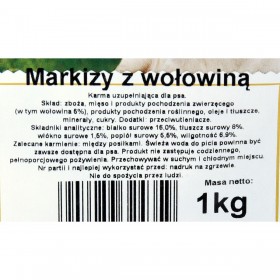 Markizy z wołowiną
Karma uzupełniająca dla psa.
Skład: zboża, mięso i produkty pochodzenia zwierzęcego
(w tym wołowina 5%), produkty pochodzenia roślinnego, oleje i tłuszcze,
minerały, cukry. Dodatki: przeciwutleniacze.
Składniki analityczne: białko surowe 16,0%, tłuszcz surowy 6%,
włókno surowe 1,5%, popiół surowy 5,5%, wilgotność 6,9%.
Zalecane karmienie: między posiłkami. Świeża woda do picia powinna być
zawsze dostępna dla psa. Produkt nie zastępuje codziennego,
pełnoporcjowego pożywienia. Przechowywać w suchym i chłodnym miejscu.
Nr partii i najlepiej wykorzystać przed: nadruk na zgrzewie.
Nie do spożycia przez ludzi.
Masa netto:
1kg